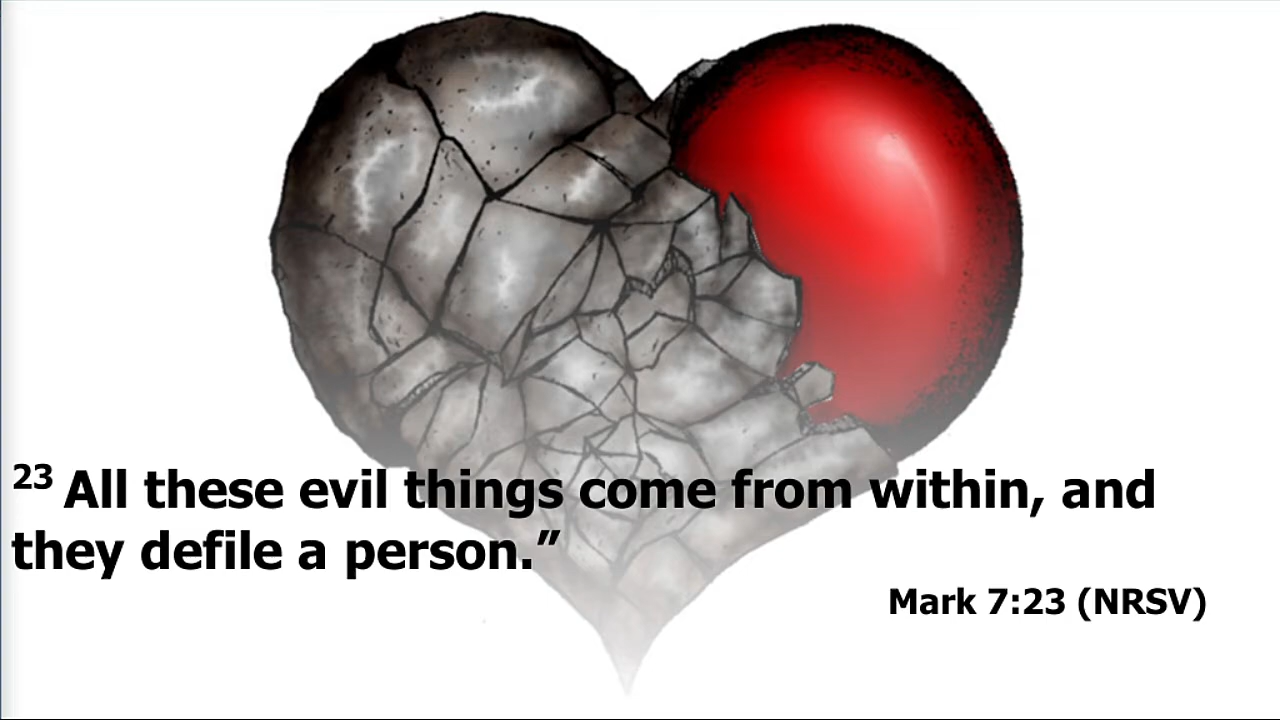 23 All these evil things come from within, and
they defile a person.”
Mark 7:23 (NRSV)